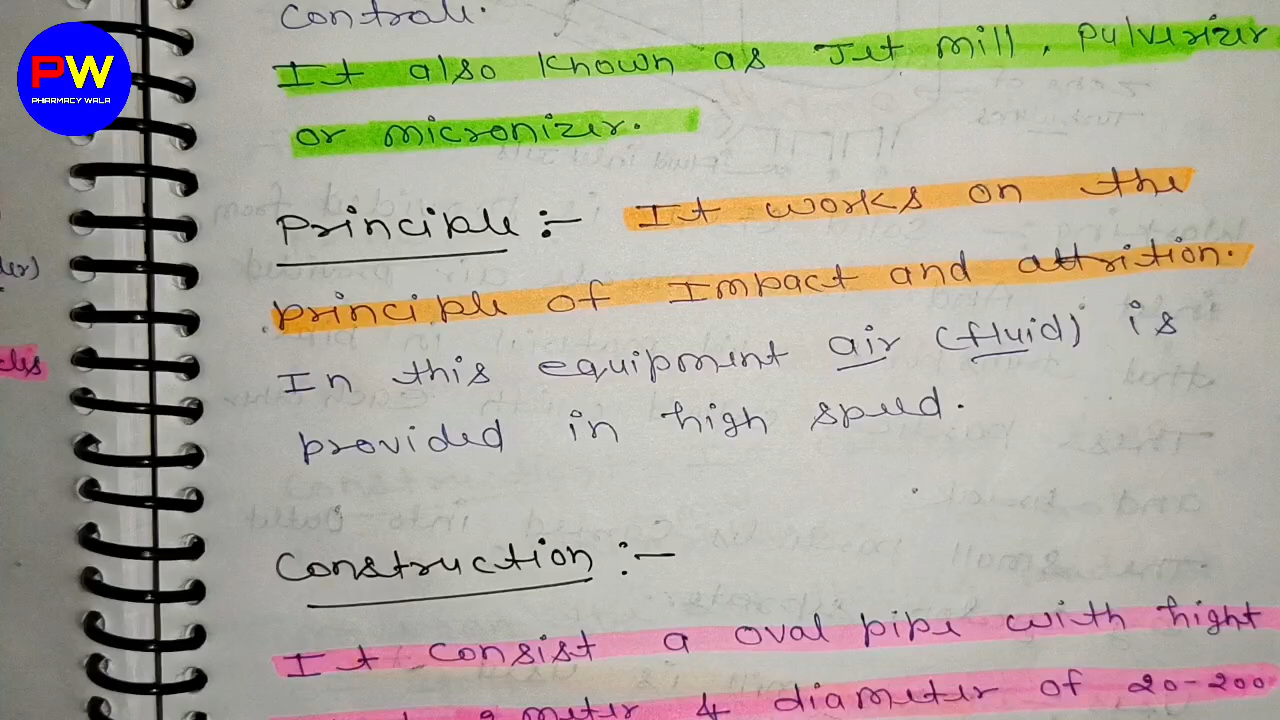 PW
PHARMACY WALA
Control.
It also known as Jet mill, Pulverizer
or micronizer.
Principle :- It works on the
principle of Impact and attrition.
In this equipment air (fluid) is
provided in high speed.
Construction :-
It consist a oval pipe with hight
meter & diameter of 20-200